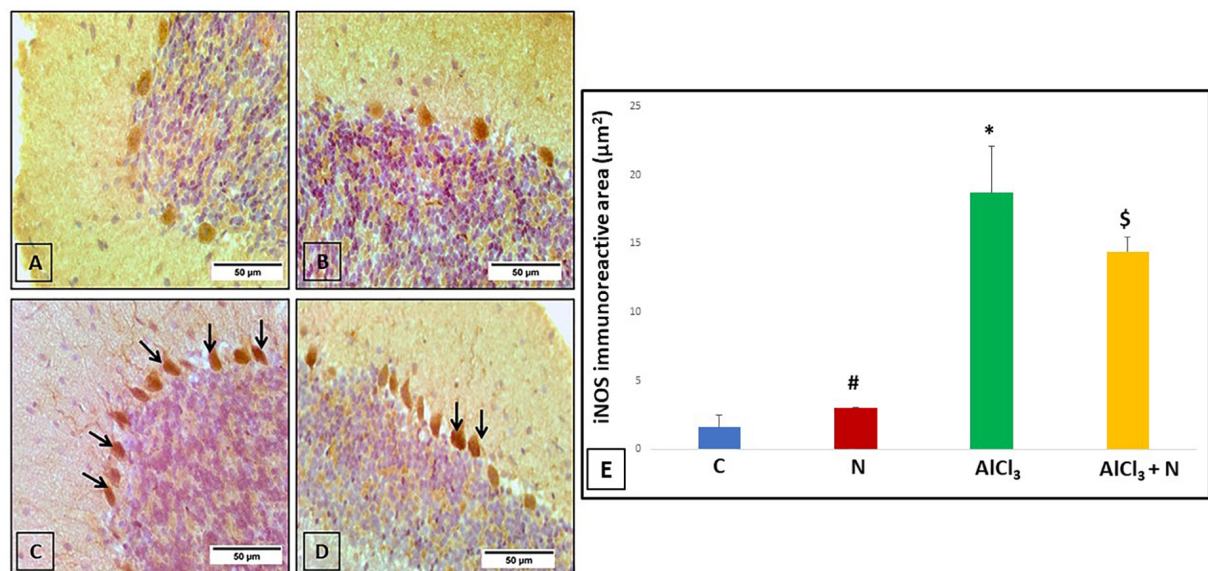 A
50 µm
B
50 µm
C
50 µm
D
50 µm
iNOS immunoreactive area (µm²)
25
20
15
10
5
0
#
*
$
C
N
AlCl₃
AlCl₃ + N
E